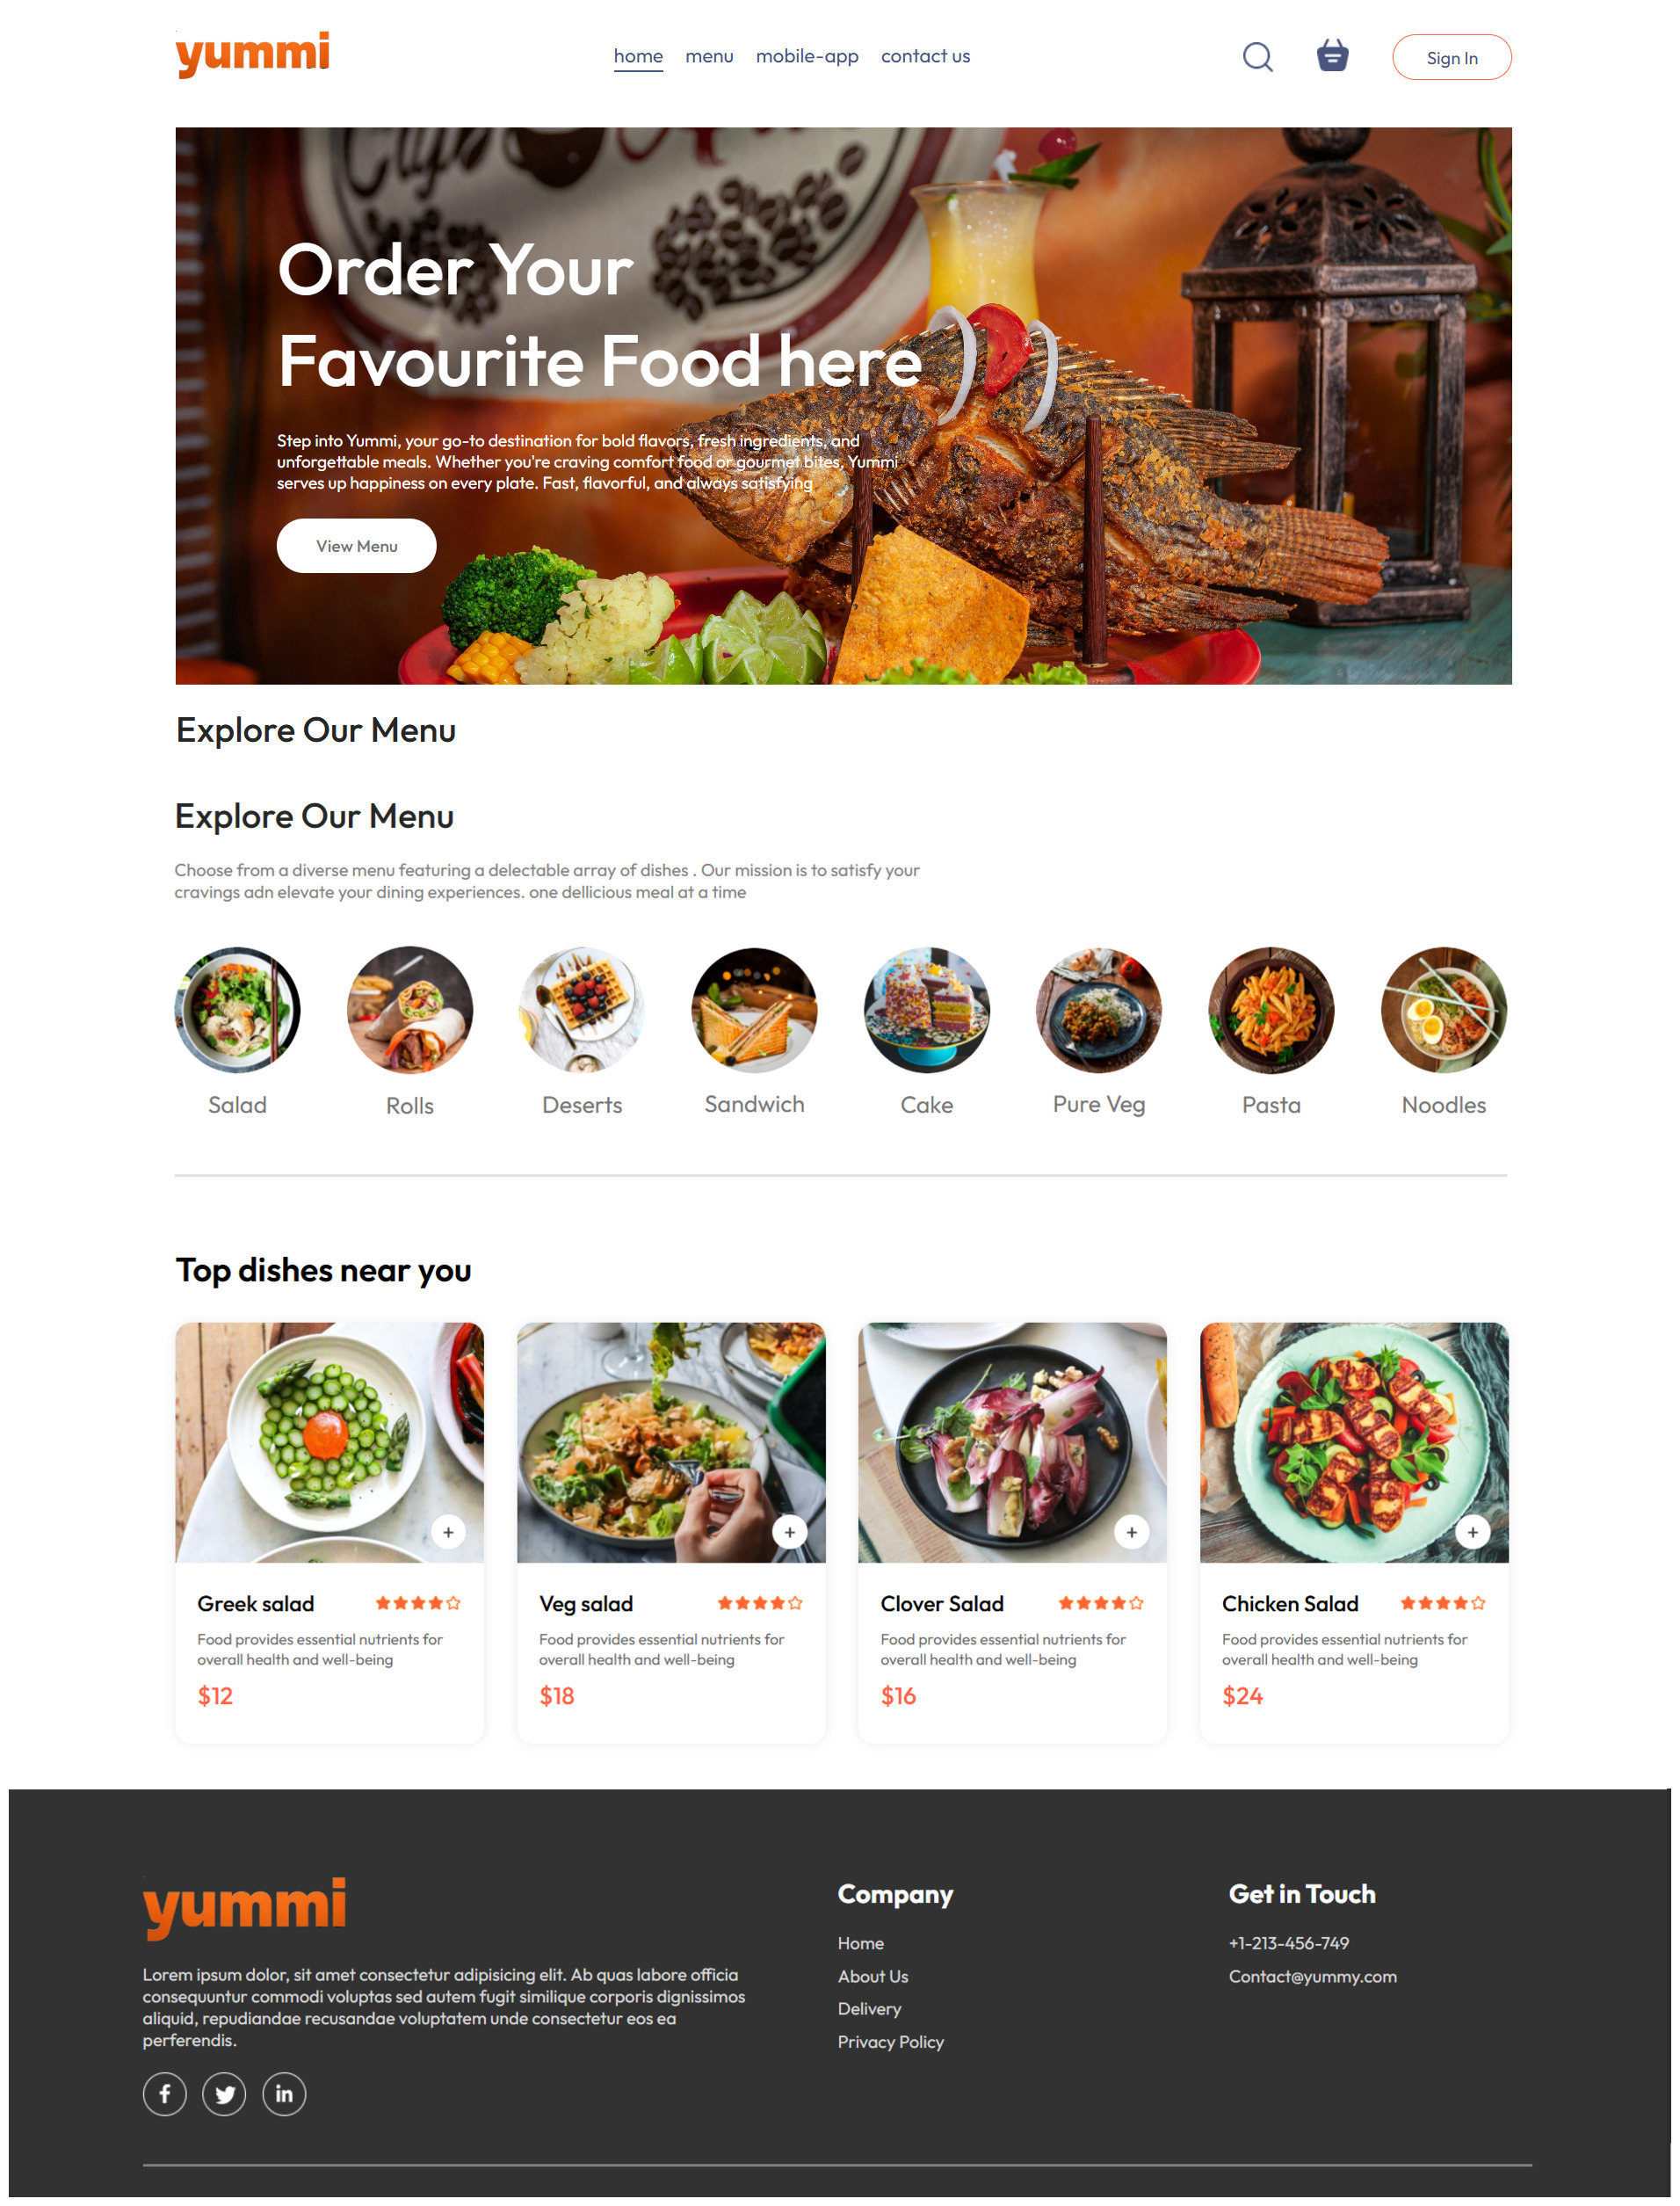 yummi
home menu mobile-app contact us
Sign In
Order Your
Favourite Food here
Step into Yummi, your go-to destination for bold flavors, fresh ingredients, and
unforgettable meals. Whether you're craving comfort food or gourmet bites, Yummi
serves up happiness on every plate. Fast, flavorful, and always satisfying
View Menu
Explore Our Menu
Explore Our Menu
Choose from a diverse menu featuring a delectable array of dishes . Our mission is to satisfy your
cravings adn elevate your dining experiences. one dellicious meal at a time
Salad Rolls Deserts Sandwich Cake Pure Veg Pasta Noodles
Top dishes near you
+ + + +
Greek salad
Food provides essential nutrients for
overall health and well-being
$12
Veg salad
Food provides essential nutrients for
overall health and well-being
$18
Clover Salad
Food provides essential nutrients for
overall health and well-being
$16
Chicken Salad
Food provides essential nutrients for
overall health and well-being
$24
yummi
Lorem ipsum dolor, sit amet consectetur adipisicing elit. Ab quas labore officia
consequuntur commodi voluptas sed autem fugit similique corporis dignissimos
aliquid, repudiandae recusandae voluptatem unde consectetur eos ea
perferendis.
f in
Company
Home
About Us
Delivery
Privacy Policy
Get in Touch
+1-213-456-749
Contact@yummy.com